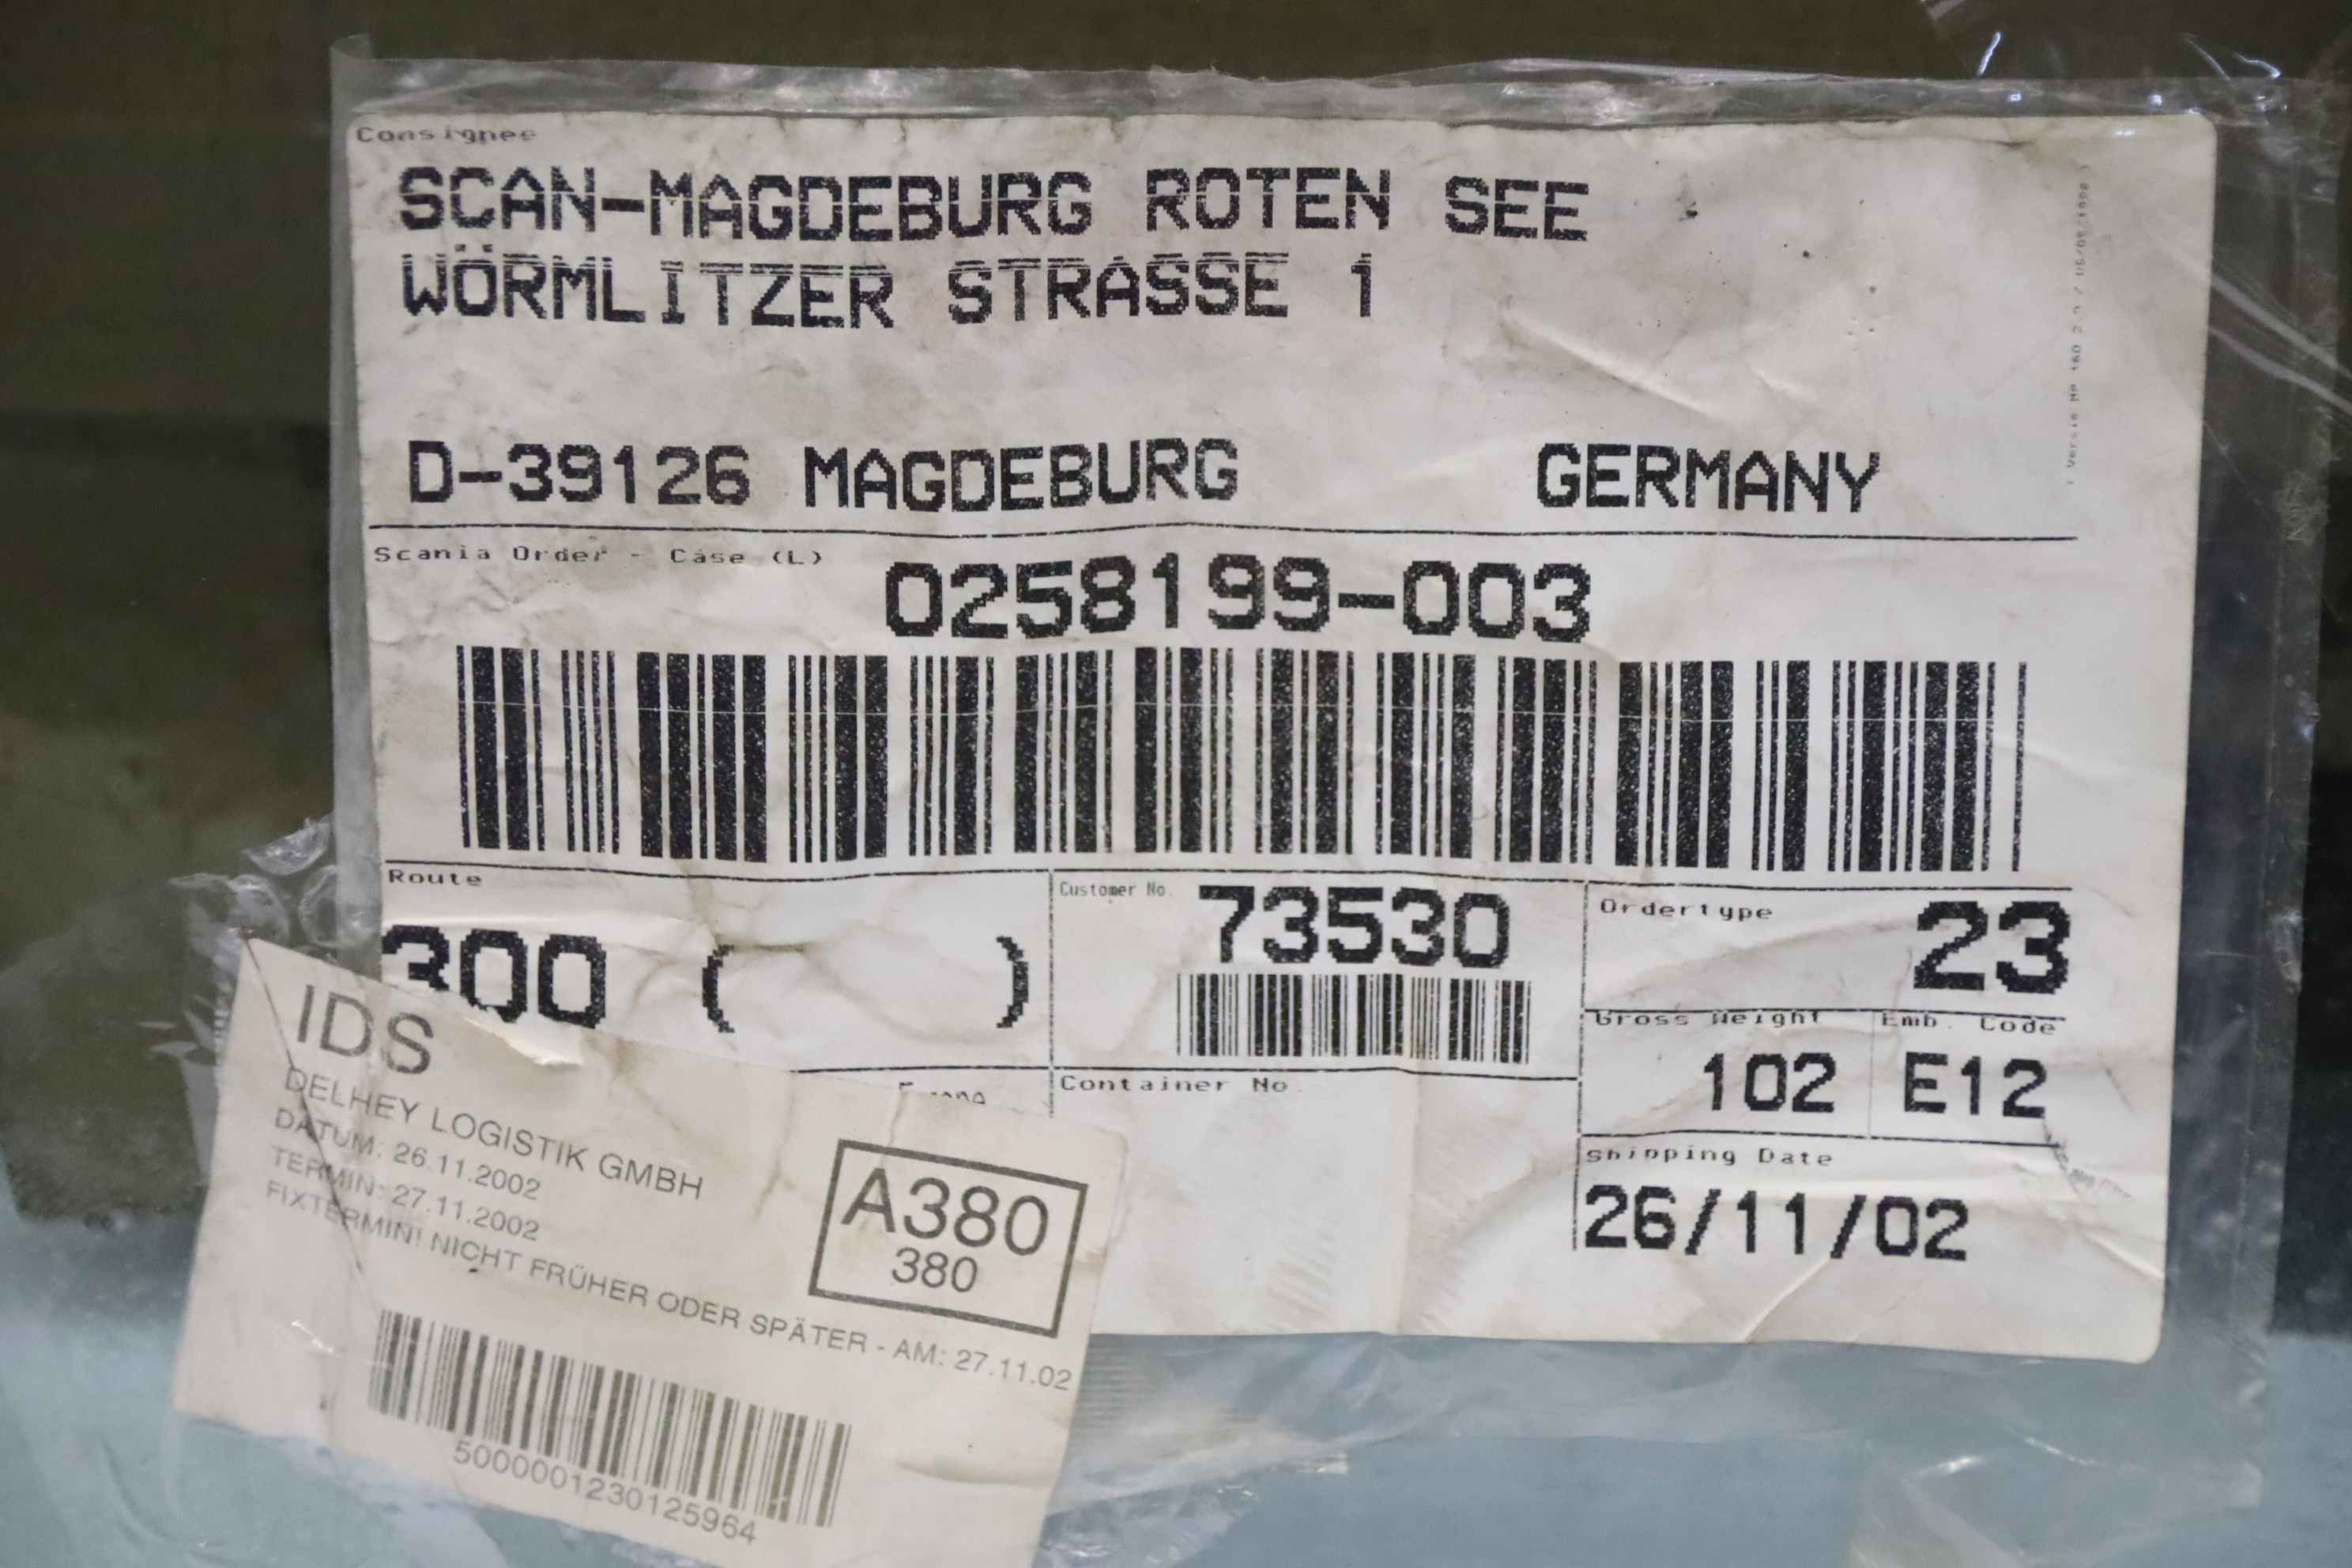 Consignee
SCAN-MAGDEBURG ROTEN SEE
WÖRMLITZER STRASSE 1
D-39126 MAGDEBURG GERMANY
Scania Order - Case (L)
0258199-003
Route
300 ( )
Customer No.
73530
Ordertype
23
Gross Weight
102
Emb. Code
E12
Container No.
Shipping Date
26/11/02
IDS
DELHEY LOGISTIK GMBH
DATUM: 26.11.2002
TERMIN: 27.11.2002
FIXTERMIN! NICHT FRÜHER ODER SPÄTER - AM: 27.11.02
A380
380
5000001230125964